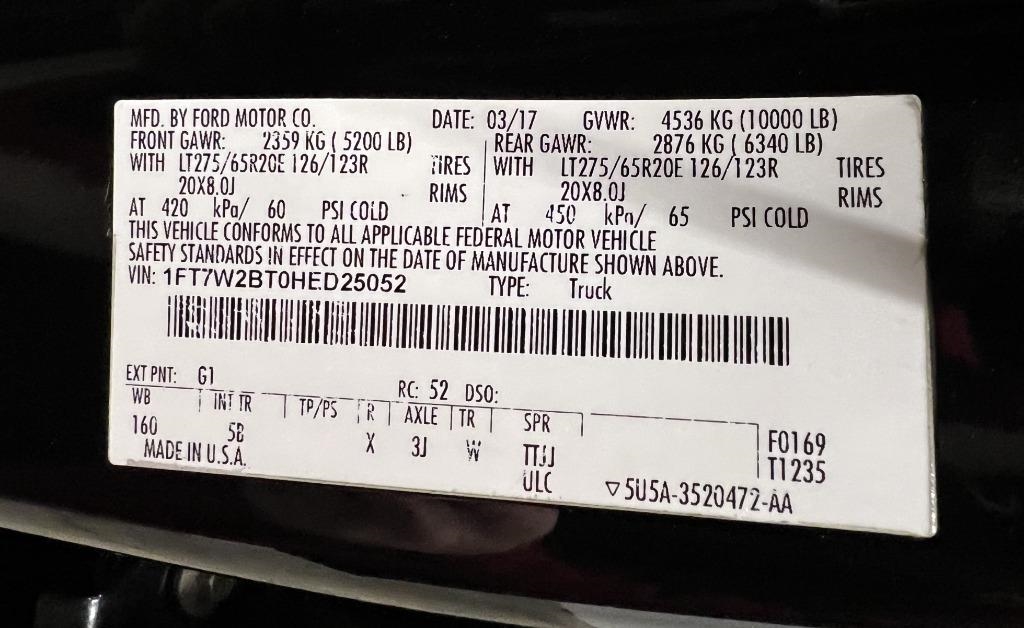 MFD. BY FORD MOTOR CO. DATE: 03/17 GVWR: 4536 KG (10000 LB)
FRONT GAWR: 2359 KG ( 5200 LB) REAR GAWR: 2876 KG ( 6340 LB)
WITH LT275/65R20E 126/123R TIRES WITH LT275/65R20E 126/123R TIRES
20X8.0J RIMS 20X8.0J RIMS
AT 420 kPa/ 60 PSI COLD AT 450 kPa/ 65 PSI COLD
THIS VEHICLE CONFORMS TO ALL APPLICABLE FEDERAL MOTOR VEHICLE
SAFETY STANDARDS IN EFFECT ON THE DATE OF MANUFACTURE SHOWN ABOVE.
VIN: 1FT7W2BT0HED25052 TYPE: Truck
EXT PNT: G1 RC: 52 DSO:
WB INT TR TP/PS R AXLE TR SPR
160 5B X 3J W TTJJ F0169
MADE IN U.S.A. ULC T1235
▽5U5A-3520472-AA